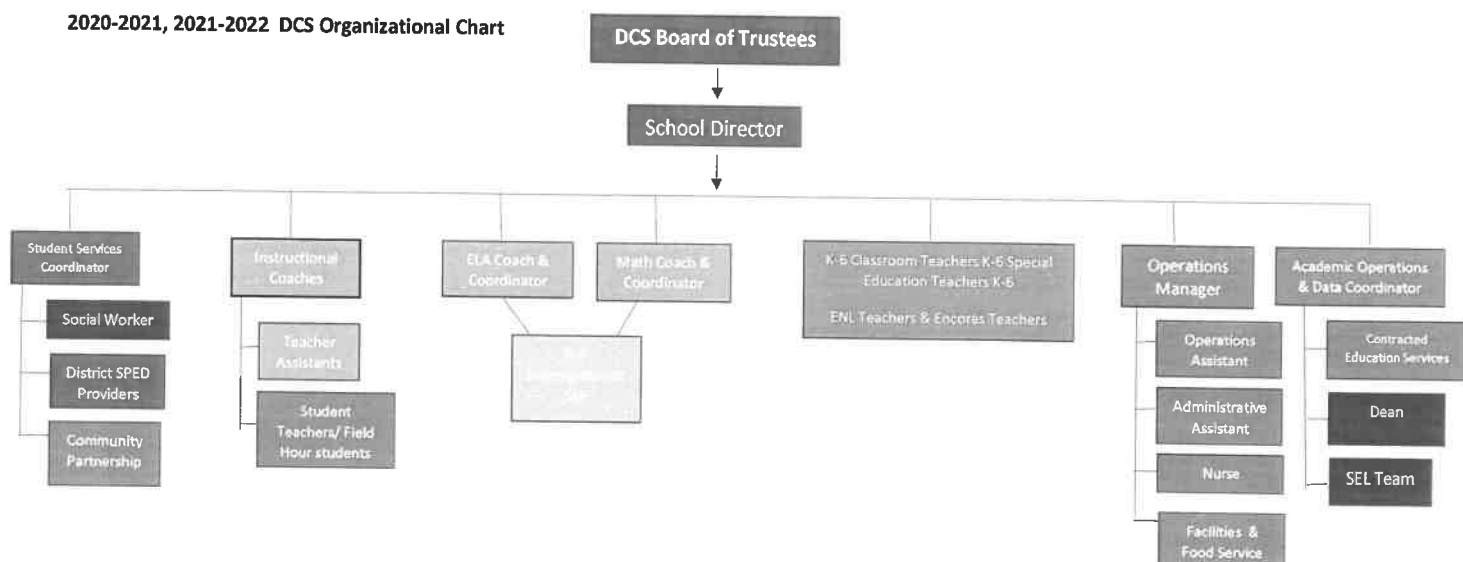 2020-2021, 2021-2022 DCS Organizational Chart
DCS Board of Trustees
School Director
Student Services
Coordinator
Social Worker
District SPED
Providers
Community
Partnership
Instructional
Coaches
Teacher
Assistants
Student
Teachers/ Field
Hour students
ELA Coach &
Coordinator
Math Coach &
Coordinator
K-6 Classroom Teachers K-6 Special
Education Teachers K-6
ENL Teachers & Encores Teachers
Operations
Manager
Operations
Assistant
Administrative
Assistant
Nurse
Facilities &
Food Service
Academic Operations
& Data Coordinator
Contracted
Education Services
Dean
SEL Team